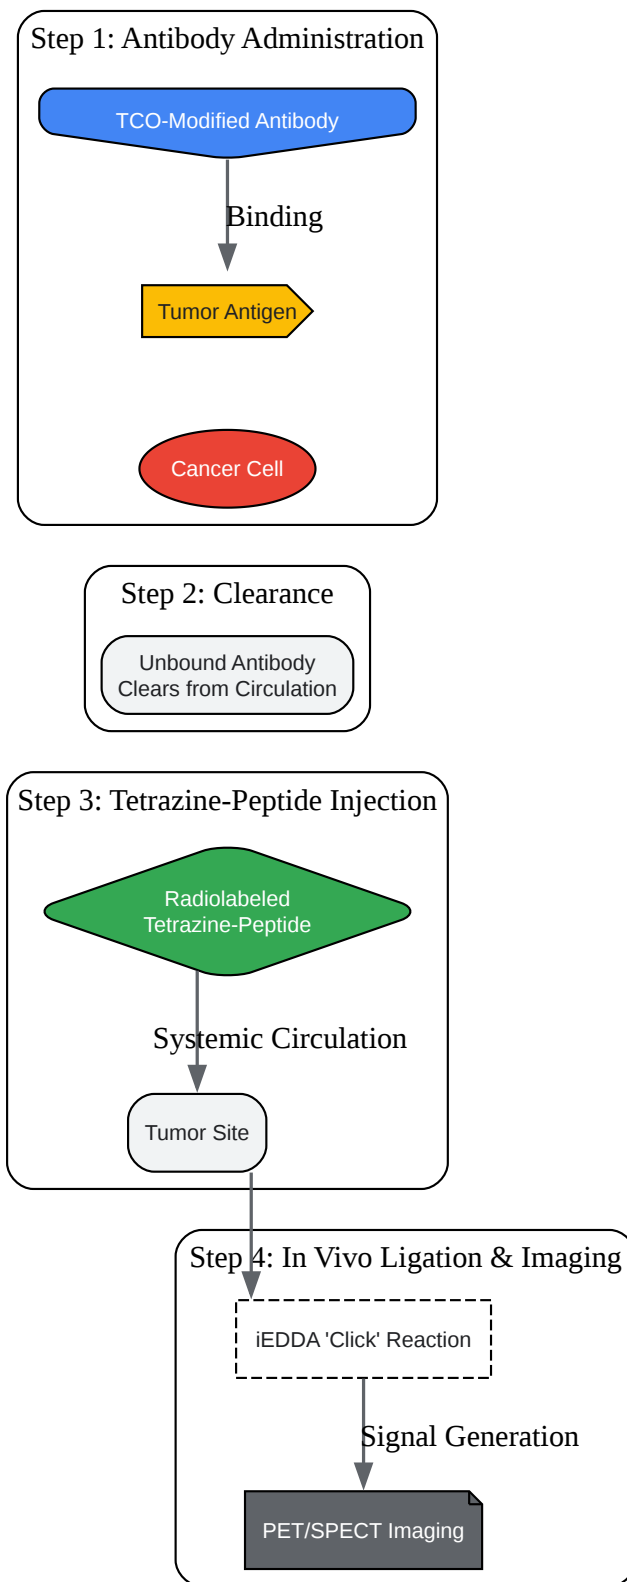 Step 1: Antibody Administration
TCO-Modified Antibody
Binding
Tumor Antigen
Cancer Cell
Step 2: Clearance
Unbound Antibody
Clears from Circulation
Step 3: Tetrazine-Peptide Injection
Radiolabeled
Tetrazine-Peptide
Systemic Circulation
Tumor Site
Step 4: In Vivo Ligation & Imaging
iEDDA 'Click' Reaction
Signal Generation
PET/SPECT Imaging